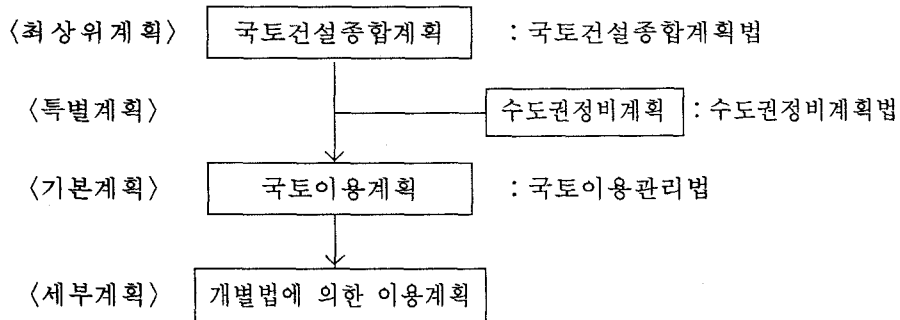 〈최상위계획〉 국토건설종합계획 : 국토건설종합계획법
〈특별계획〉 수도권정비계획 : 수도권정비계획법
〈기본계획〉 국토이용계획 : 국토이용관리법
〈세부계획〉 개별법에 의한 이용계획